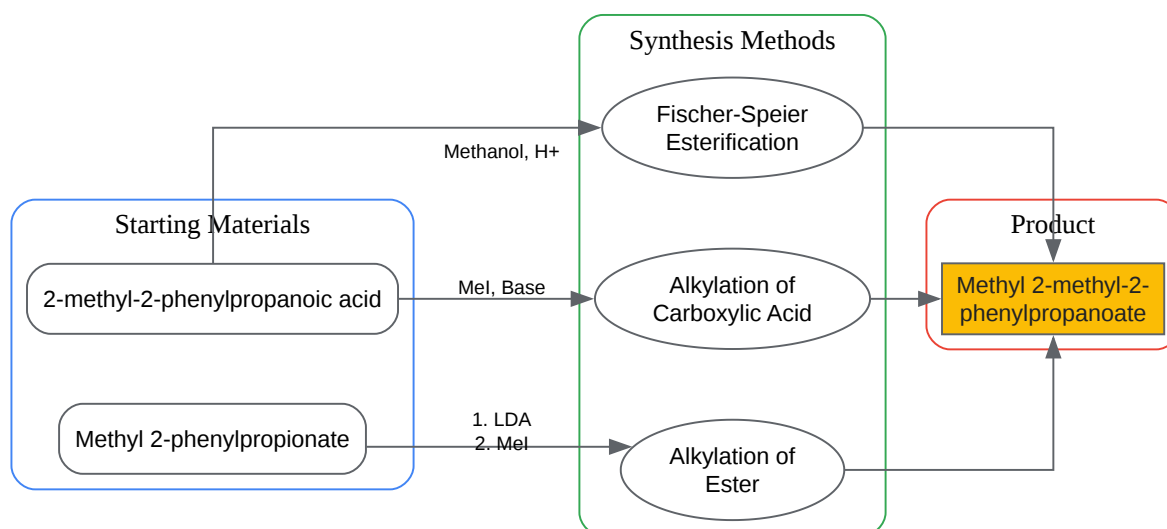 Synthesis Methods
Fischer-Speier
Esterification
Methanol, H+
Starting Materials
Product
2-methyl-2-phenylpropanoic acid
MeI, Base
Alkylation of
Carboxylic Acid
Methyl 2-methyl-2-
phenylpropanoate
Methyl 2-phenylpropionate
1. LDA
2. MeI
Alkylation of
Ester